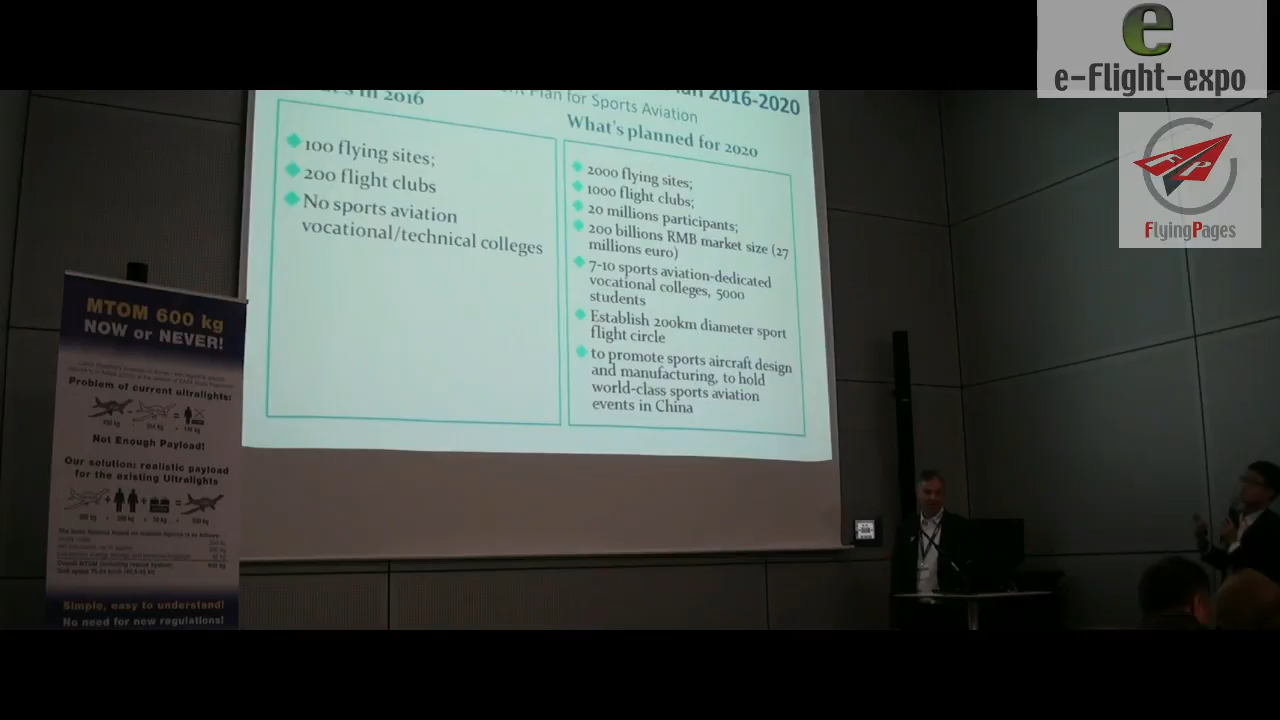 e
e-Flight-expo
FP
FlyingPages
in 2016
Plan 2016-2020
Plan for Sports Aviation
What's planned for 2020
100 flying sites;
200 flight clubs
No sports aviation
vocational/technical colleges
2000 flying sites;
1000 flight clubs;
20 millions participants;
200 billions RMB market size (27
millions euro)
7-10 sports aviation-dedicated
vocational colleges, 5000
students
Establish 200km diameter sport
flight circle
to promote sports aircraft design
and manufacturing, to hold
world-class sports aviation
events in China
MTOM 600 kg
NOW or NEVER!
Problem of current ultralights:
Not Enough Payload!
Our solution: realistic payload
for the existing Ultralights
Simple, easy to understand!
No need for new regulations!